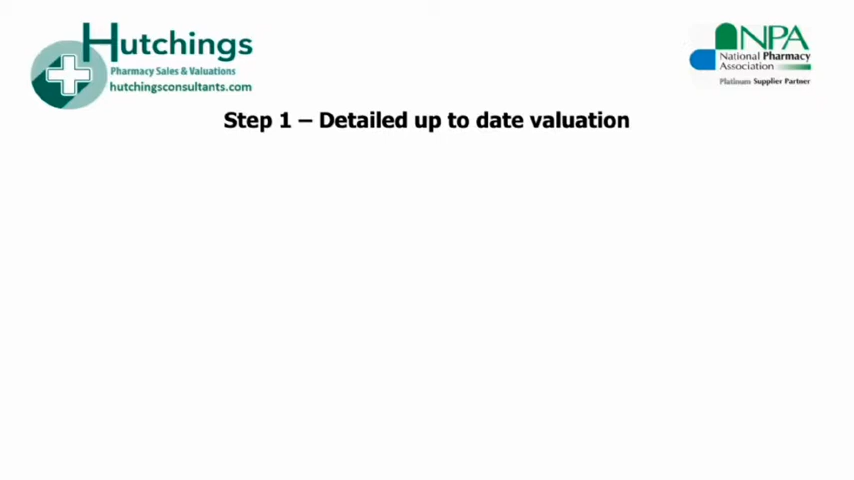 Hutchings
Pharmacy Sales & Valuations
hutchingsconsultants.com
NPA
National Pharmacy
Association
Platinum Supplier Partner
Step 1 – Detailed up to date valuation